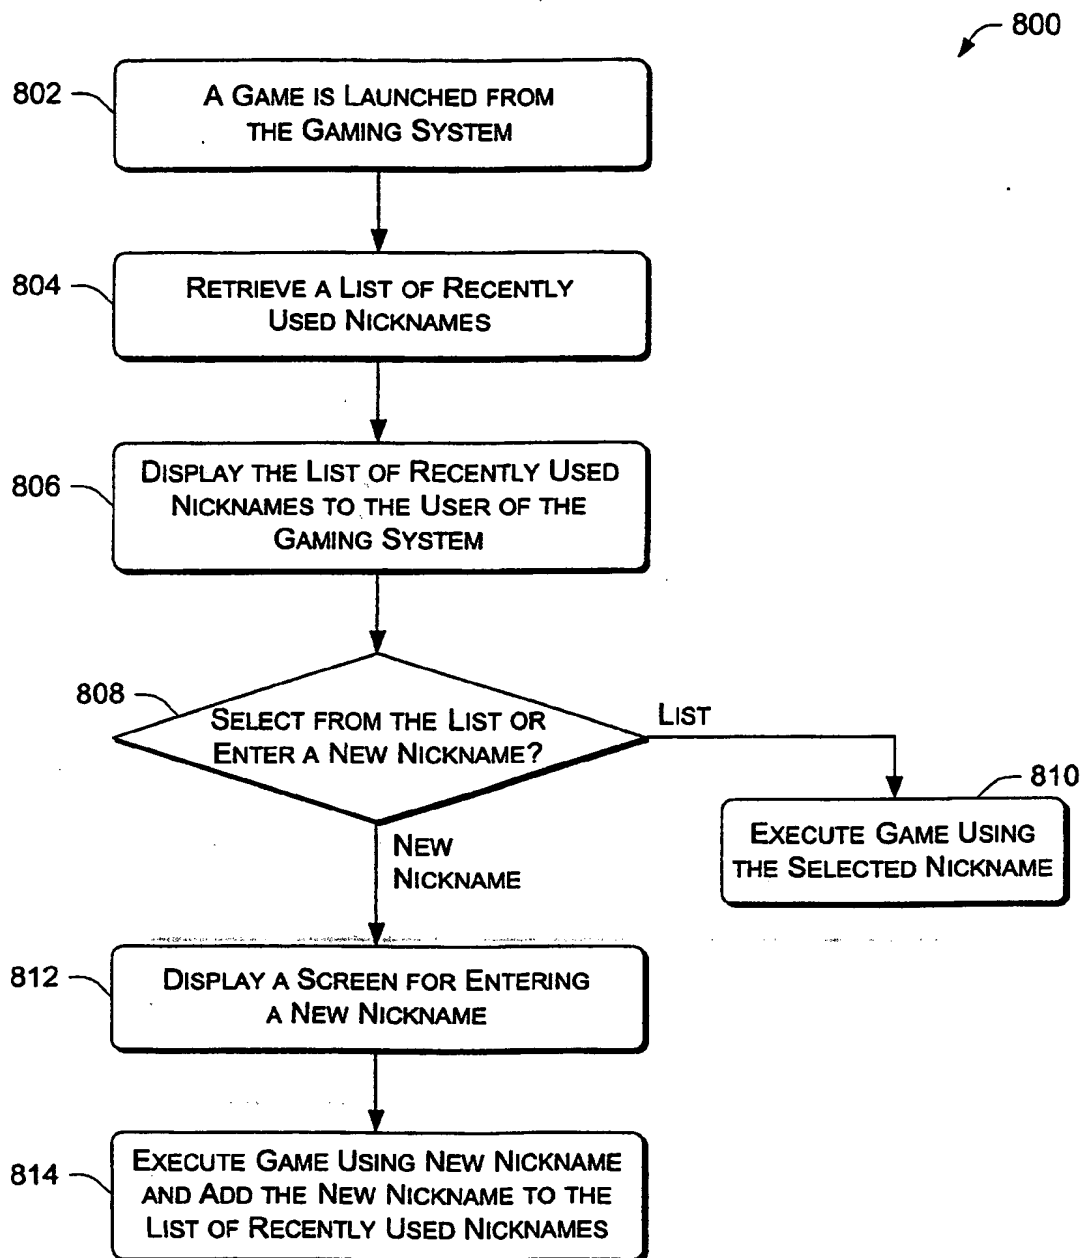 800
802
A GAME IS LAUNCHED FROM
THE GAMING SYSTEM
804
RETRIEVE A LIST OF RECENTLY
USED NICKNAMES
806
DISPLAY THE LIST OF RECENTLY USED
NICKNAMES TO THE USER OF THE
GAMING SYSTEM
808
SELECT FROM THE LIST OR
ENTER A NEW NICKNAME?
LIST
810
EXECUTE GAME USING
THE SELECTED NICKNAME
NEW
NICKNAME
812
DISPLAY A SCREEN FOR ENTERING
A NEW NICKNAME
814
EXECUTE GAME USING NEW NICKNAME
AND ADD THE NEW NICKNAME TO THE
LIST OF RECENTLY USED NICKNAMES